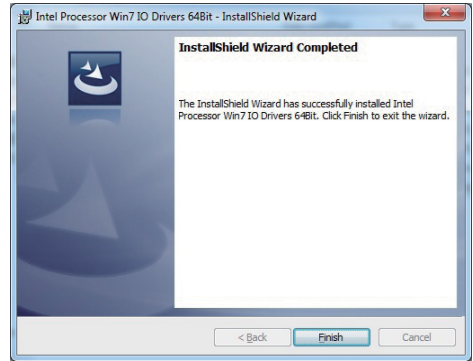 Intel Processor Win7 IO Drivers 64Bit - InstallShield Wizard
InstallShield Wizard Completed
The InstallShield Wizard has successfully installed Intel
Processor Win7 IO Drivers 64Bit. Click Finish to exit the wizard.
< Back Finish Cancel